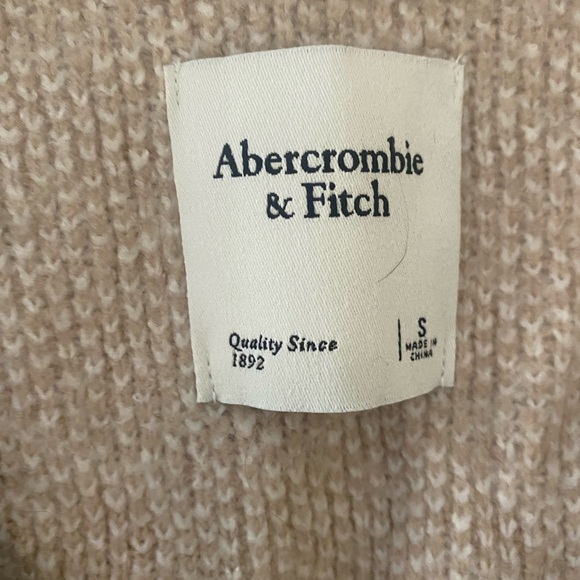 Abercrombie
& Fitch
Quality Since
1892
S
MADE IN
CHINA